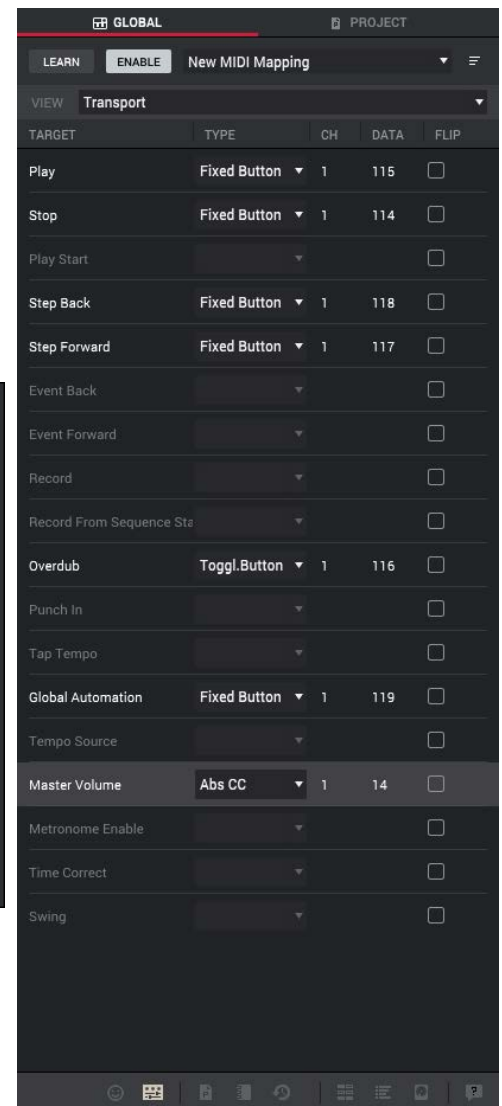 GLOBAL PROJECT
LEARN ENABLE New MIDI Mapping
VIEW Transport
TARGET TYPE CH DATA FLIP
Play Fixed Button 1 115
Stop Fixed Button 1 114
Play Start
Step Back Fixed Button 1 118
Step Forward Fixed Button 1 117
Event Back
Event Forward
Record
Record From Sequence Sta
Overdub Toggl.Button 1 116
Punch In
Tap Tempo
Global Automation Fixed Button 1 119
Tempo Source
Master Volume Abs CC 1 14
Metronome Enable
Time Correct
Swing